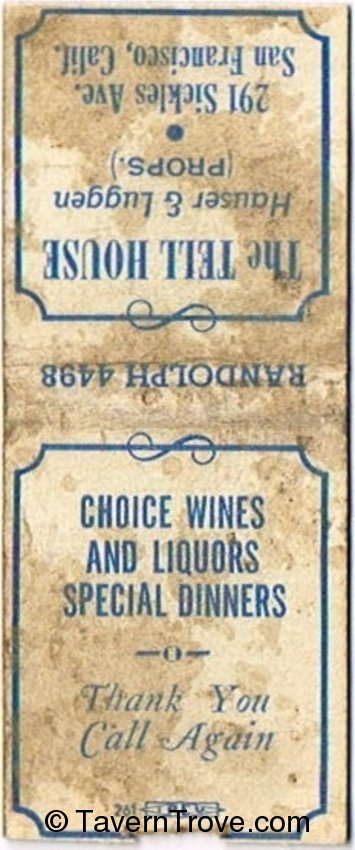 The TELL HOUSE
Hauser & Luggen
(PROPS.)
291 Sickles Ave.
San Francisco, Calif.
RANDOLPH 4498
CHOICE WINES
AND LIQUORS
SPECIAL DINNERS
Thank You
Call Again
261
© TavernTrove.com